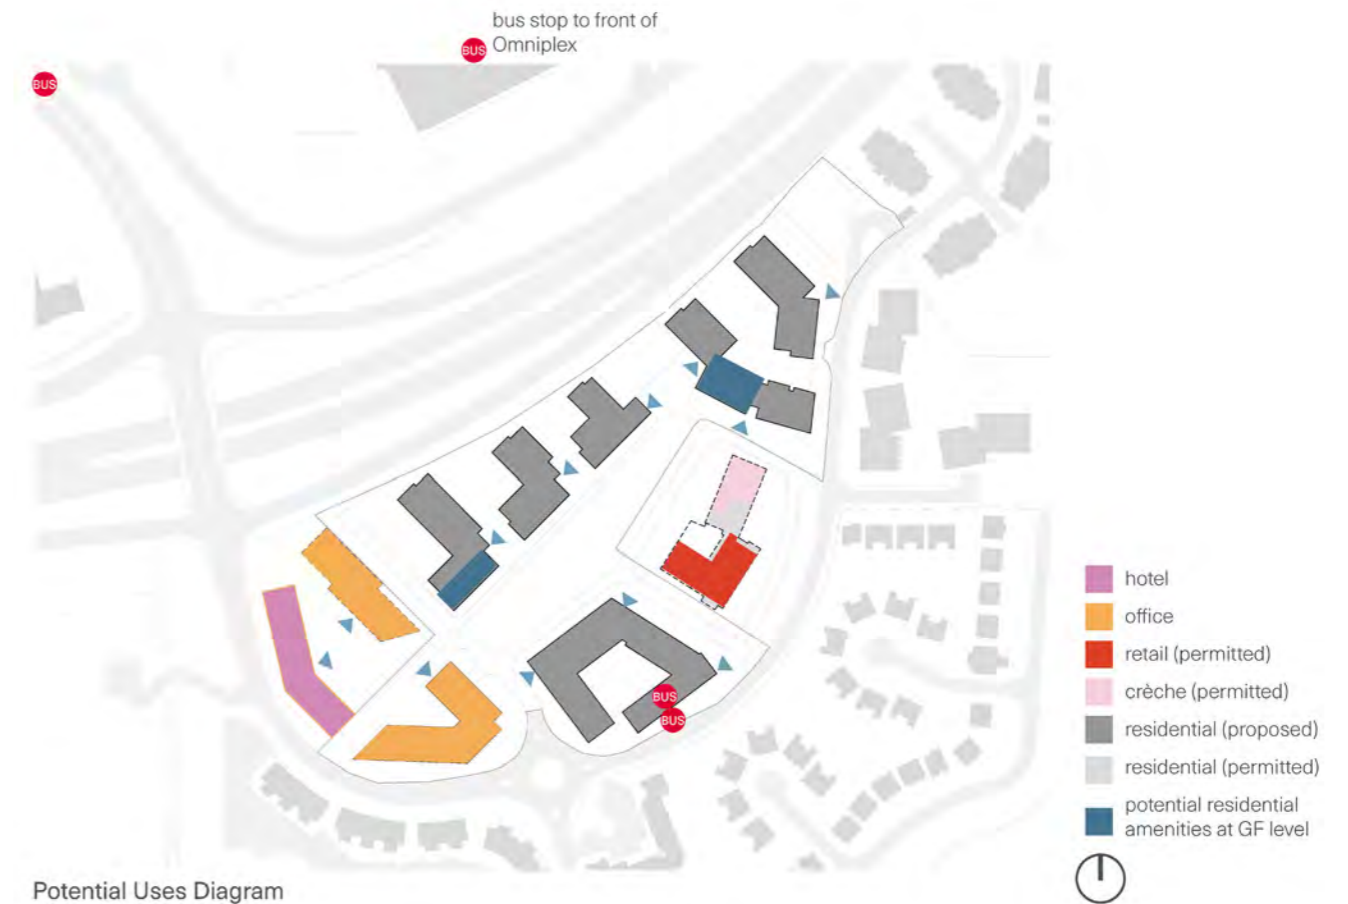 bus stop to front of
Omniplex
BUS
BUS
BUS
BUS
hotel
office
retail (permitted)
crèche (permitted)
residential (proposed)
residential (permitted)
potential residential
amenities at GF level
Potential Uses Diagram